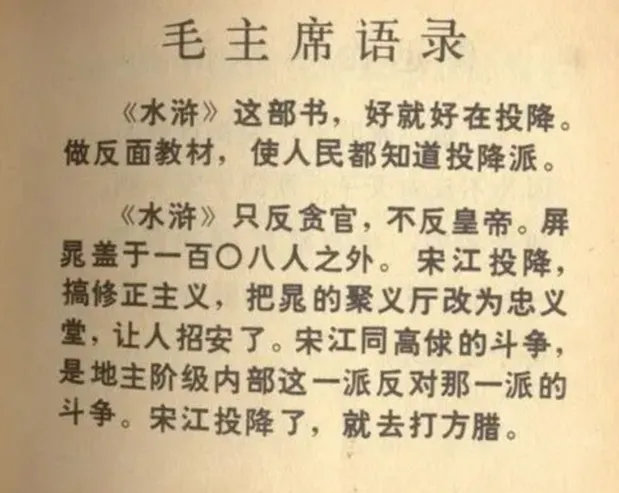 毛主席语录
《水浒》这部书，好就好在投降。
做反面教材，使人民都知道投降派。
《水浒》只反贪官，不反皇帝。屏
晁盖于一百〇八人之外。宋江投降，
搞修正主义，把晁的聚义厅改为忠义
堂，让人招安了。宋江同高俅的斗争，
是地主阶级内部这一派反对那一派的
斗争。宋江投降了，就去打方腊。